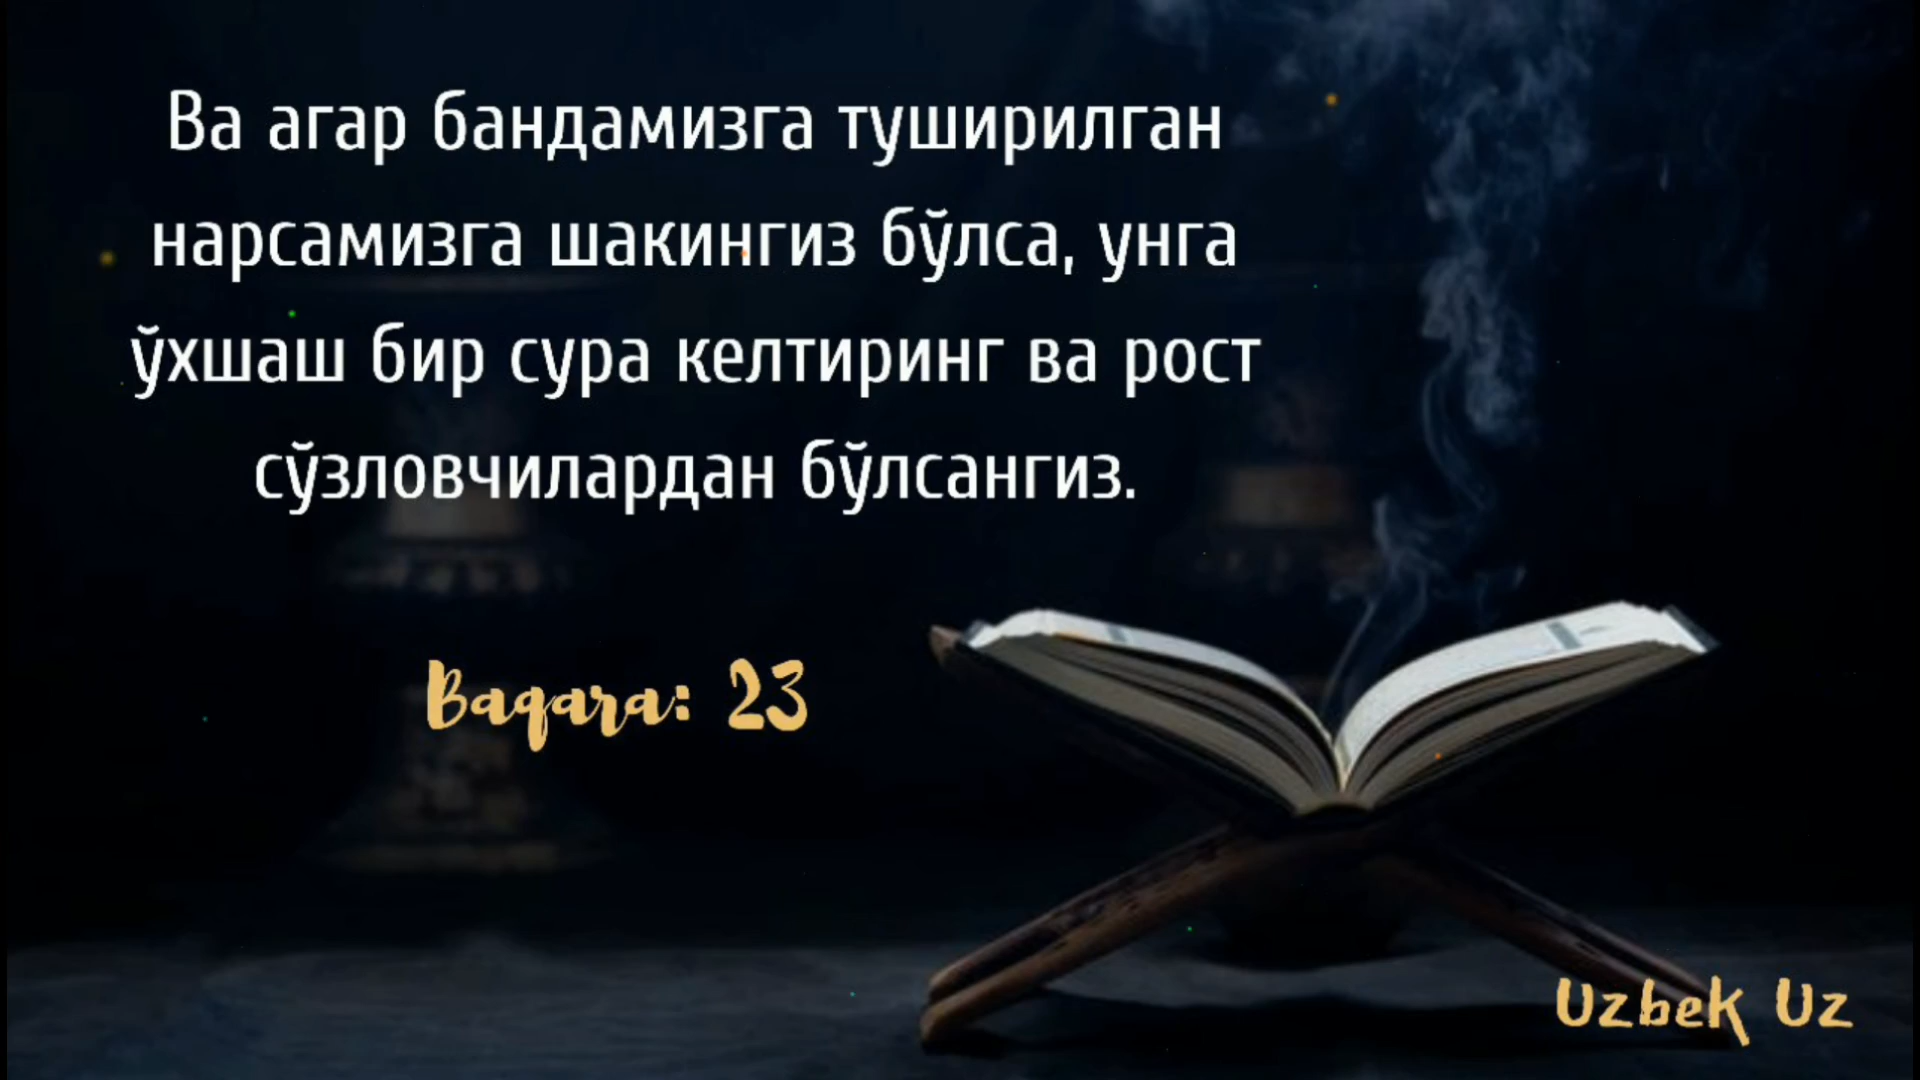 Ва агар бандамизга туширилган
нарсамизга шакингиз бўлса, унга
ўхшаш бир сура келтиринг ва рост
сўзловчилардан бўлсангиз.
Baqara: 23
Uzbek Uz